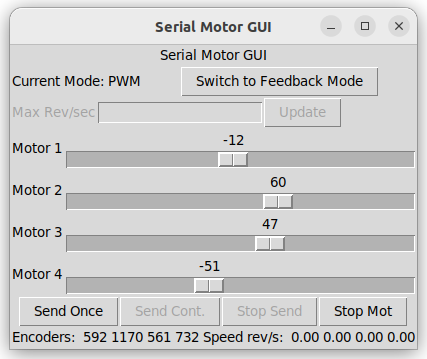 Serial Motor GUI
Serial Motor GUI
Current Mode: PWM Switch to Feedback Mode
Max Rev/sec Update
-12
Motor 1
60
Motor 2
47
Motor 3
-51
Motor 4
Send Once Send Cont. Stop Send Stop Mot
Encoders: 592 1170 561 732 Speed rev/s: 0.00 0.00 0.00 0.00